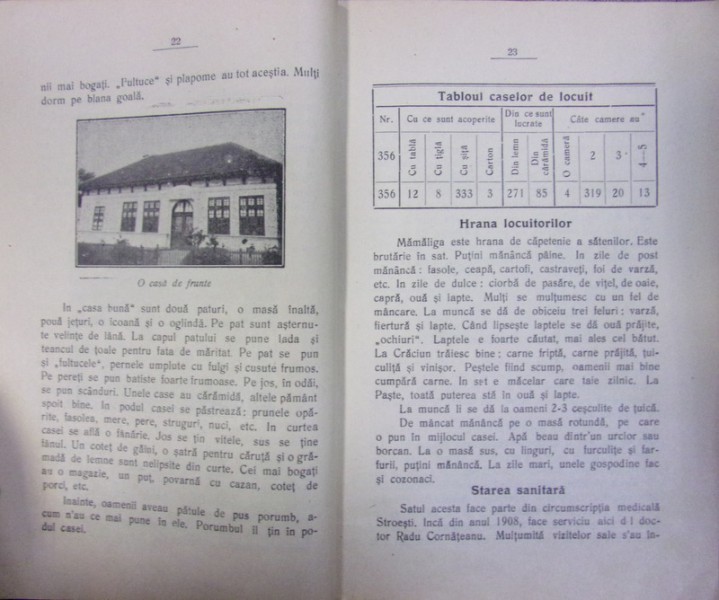 22
nii mai bogați. „Fultuce“ și plapome au tot aceștia. Mulți
dorm pe blana goală.
O casă de frunte
In „casa bună“ sunt două paturi, o masă înaltă,
două jețuri, o icoană și o oglindă. Pe pat sunt așternu-
te velințe de lână. La capul patului se pune lada și
teancul de țoale pentru fata de măritat. Pe pat se pun
și „fultucele“, pernele umplute cu fulgi și cusute frumos.
Pe pereți se pun batiste foarte frumoase. Pe jos, în odăi,
se pun scânduri. Unele case au cărămidă, altele pământ
spoit bine. In podul casei se păstrează: prunele opă-
rite, fasolea, mere, pere, struguri, nuci, etc. In curtea
casei se află o fânărie. Jos se țin vitele, sus se ține
fânul. Un coteț de găini, o șatră pentru căruță și o gră-
madă de lemne sunt nelipsite din curte. Cei mai bogați
au o magazie, un puț, povarnă cu cazan, coteț de
porci, etc.
Inainte, oamenii aveau pătule de pus porumb, a-
cum n'au ce mai pune în ele. Porumbul îl țin în po-
dul casei.
23
Tabloul caselor de locuit
Nr. Cu ce sunt acoperite Din ce sunt lucrate Câte camere au
356 Cu tablă Cu țiglă Cu șiță Carton Din lemn Din cărămidă O cameră 2 3 4—5
356 12 8 333 3 271 85 4 319 20 13
Hrana locuitorilor
Mămăliga este hrana de căpetenie a sătenilor. Este
brutărie în sat. Puțini mănâncă pâine. In zile de post
mănâncă: fasole, ceapă, cartofi, castraveți, foi de varză,
etc. In zile de dulce: ciorbă de pasăre, de vițel, de oaie,
capră, ouă și lapte. Mulți se mulțumesc cu un fel de
mâncare. La muncă se dă de obiceiu trei feluri: varză,
fiertură și lapte. Când lipsește laptele se dă ouă prăjite,
„ochiuri“. Laptele e foarte căutat, mai ales cel bătut.
La Crăciun trăiesc bine: carne friptă, carne prăjită, țui-
culiță și vinișor. Peștele fiind scump, oamenii mai bine
cumpără carne. In set e măcelar care taie zilnic. La
Paște, toată puterea stă în ouă și lapte.
La muncă li se dă la oameni 2-3 ceșculițe de țuică.
De mâncat mănâncă pe o masă rotundă, pe care
o pun în mijlocul casei. Apă beau dintr'un urcior sau
borcan. La o masă sus, cu linguri, cu furculițe și far-
furii, puțini mănâncă. La zile mari, unele gospodine fac
și cozonaci.
Starea sanitară
Satul acesta face parte din circumscripția medicală
Stroești. Incă din anul 1908, face serviciu aici d-l doc-
tor Radu Cornățeanu. Mulțumită vizitelor sale s'au în-